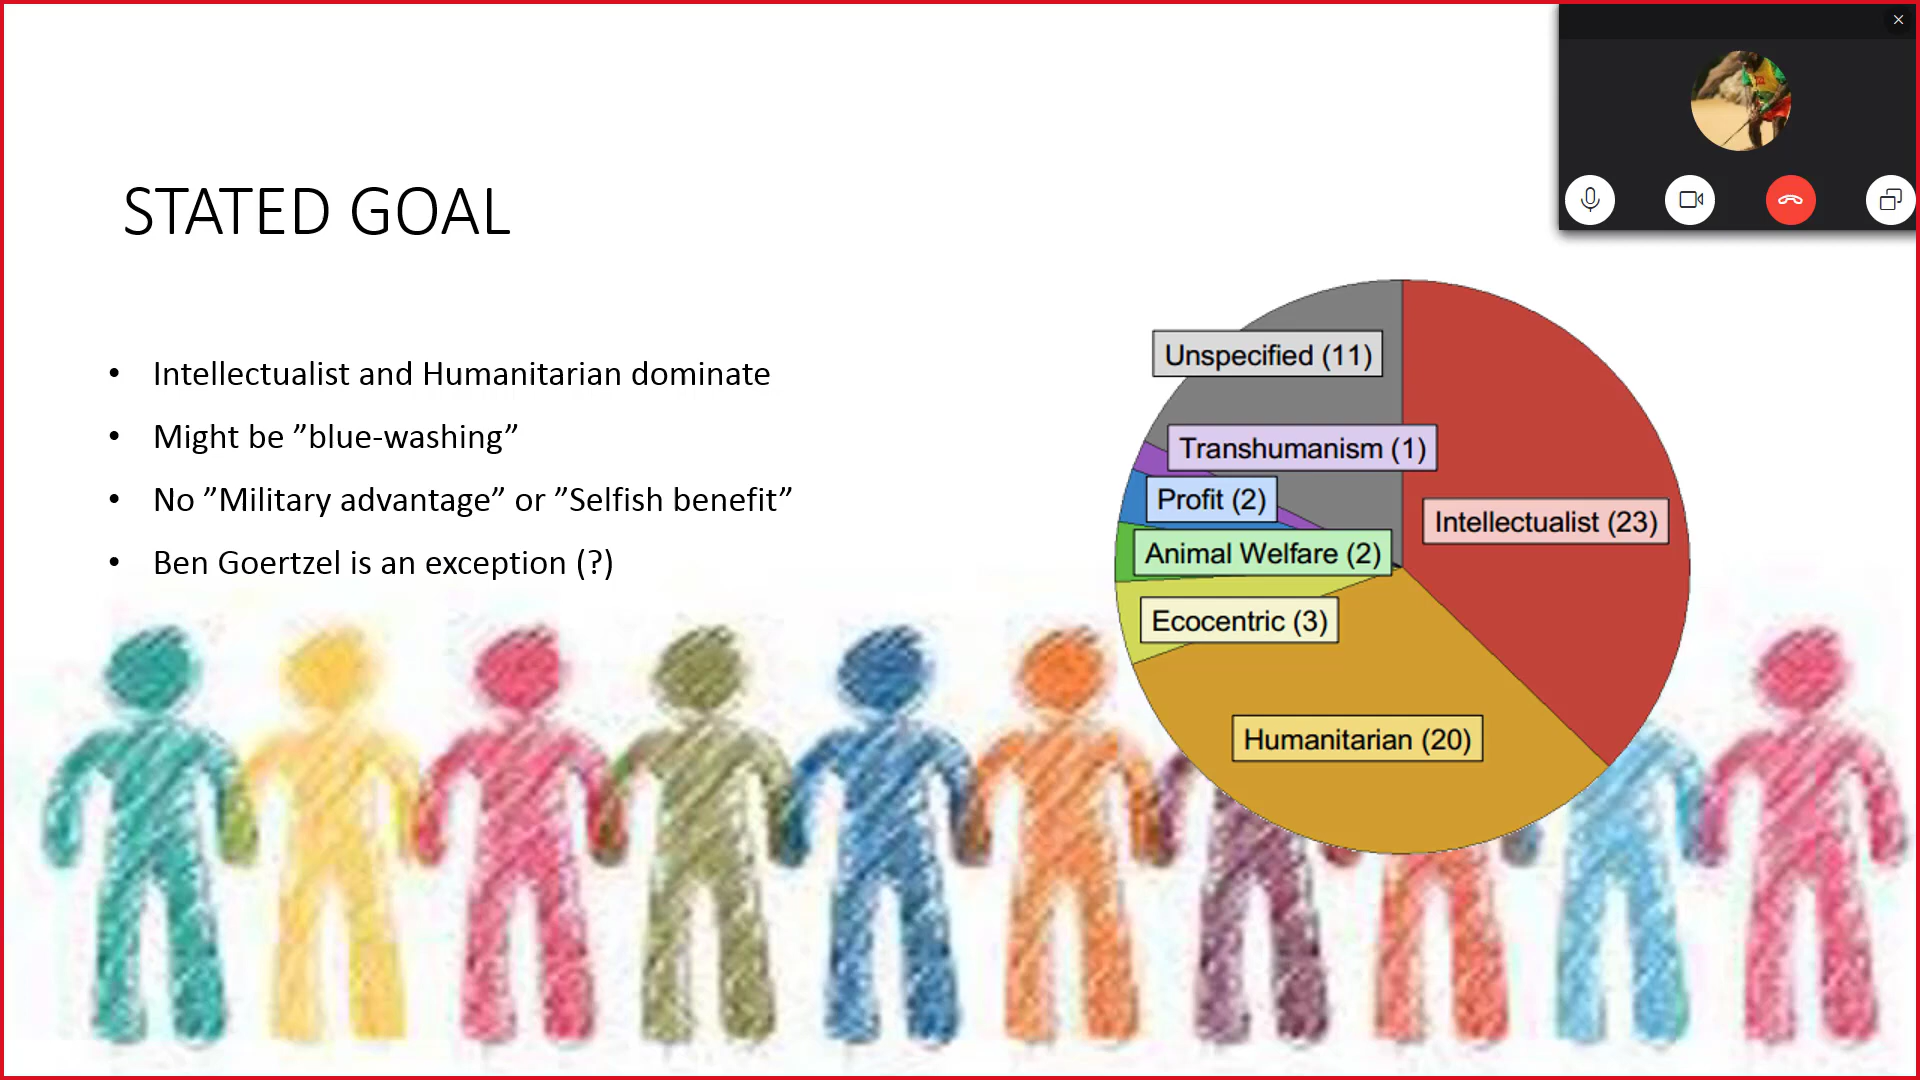 STATED GOAL
• Intellectualist and Humanitarian dominate
• Might be ”blue-washing”
• No ”Military advantage” or ”Selfish benefit”
• Ben Goertzel is an exception (?)
Unspecified (11)
Transhumanism (1)
Profit (2)
Intellectualist (23)
Animal Welfare (2)
Ecocentric (3)
Humanitarian (20)